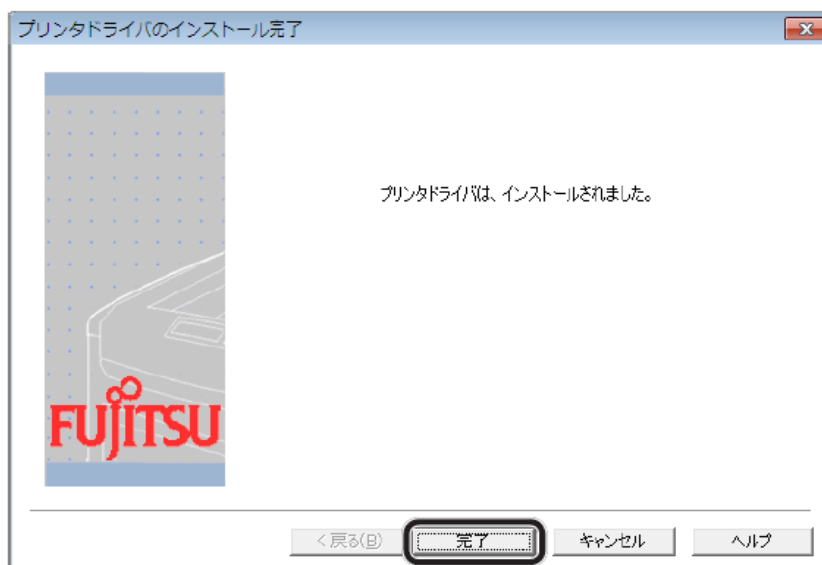 プリンタドライバのインストール完了
プリンタドライバは、インストールされました。
FUJITSU
< 戻る(B)
完了
キャンセル
ヘルプ